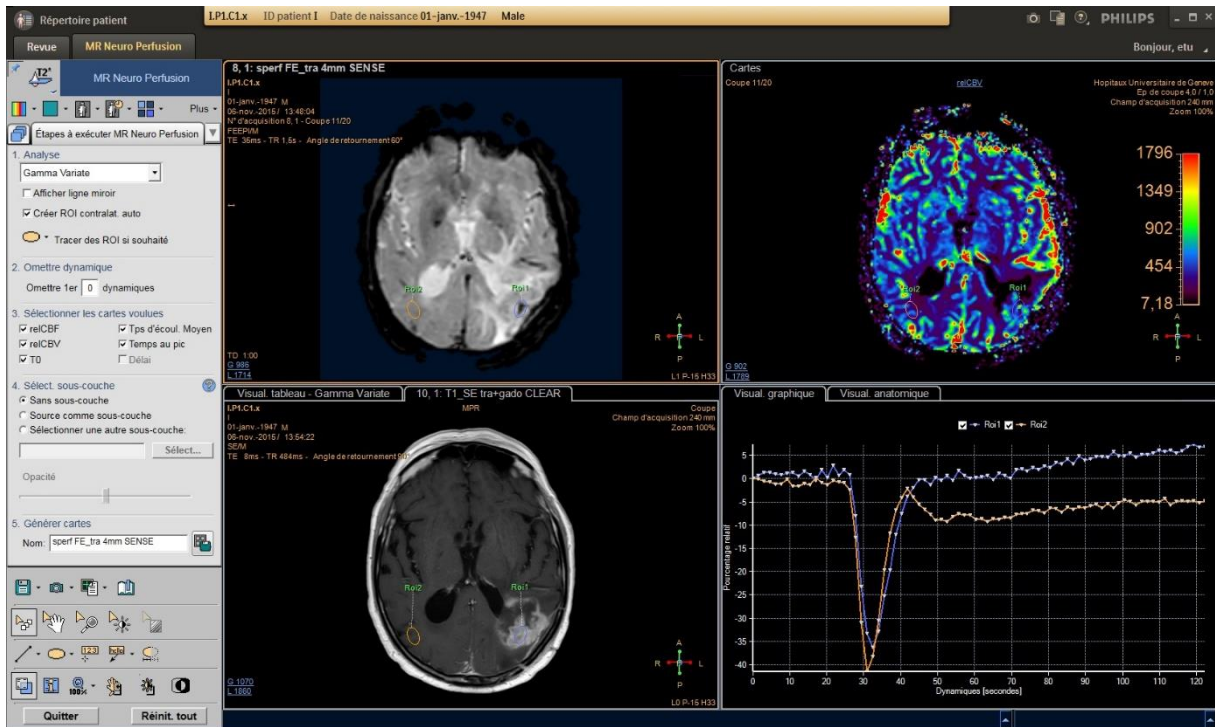 Répertoire patient
I.P1.C1.x ID patient I Date de naissance 01-janv.-1947 Male
PHILIPS
Revue
MR Neuro Perfusion
Bonjour, etu
T2*
MR Neuro Perfusion
Plus
Étapes à exécuter MR Neuro Perfusion
1. Analyse
Gamma Variate
Afficher ligne miroir
Créer ROI contralat. auto
Tracer des ROI si souhaité
2. Omettre dynamique
Omettre 1er 0 dynamiques
3. Sélectionner les cartes voulues
relCBF
Tps d'écoul. Moyen
relCBV
Temps au pic
T0
Délai
4. Sélect. sous-couche
Sans sous-couche
Source comme sous-couche
Sélectionner une autre sous-couche:
Sélect...
Opacité
5. Générer cartes
Nom: sperf FE_tra 4mm SENSE
Quitter
Réinit. tout
8, 1: sperf FE_tra 4mm SENSE
I.P1.C1.x
I
01-janv.-1947 M
06-nov.-2015 / 13:48:04
N° d'acquisition 8, 1 - Coupe 11/20
FEEPI/M
TE 35ms - TR 1,5s - Angle de retournement 60°
Roi2
Roi1
TD 1:00
G 985
L 1714
A
R
L
P
L1 P-15 H33
Cartes
Coupe 11/20
relCBV
Hopitaux Universitaire de Geneve
Ep de coupe 4,0 / 1,0
Champ d'acquisition 240 mm
Zoom 100%
1796
1349
902
454
7,18
Roi2
Roi1
G 902
L 1789
A
R
L
P
Visual. tableau - Gamma Variate
10, 1: T1_SE tra+gado CLEAR
I.P1.C1.x
MPR
Coupe
I
Champ d'acquisition 240 mm
01-janv.-1947 M
Zoom 100%
06-nov.-2015 / 13:54:22
SE/M
TE 8ms - TR 484ms - Angle de retournement 90°
Roi2
Roi1
G 1070
L 1860
A
R
L
P
L0 P-15 H33
Visual. graphique
Visual. anatomique
Roi1
Roi2
Pourcentage relatif
5
0
-5
-10
-15
-20
-25
-30
-35
-40
0 10 20 30 40 50 60 70 80 90 100 110 120
Dynamiques [secondes]